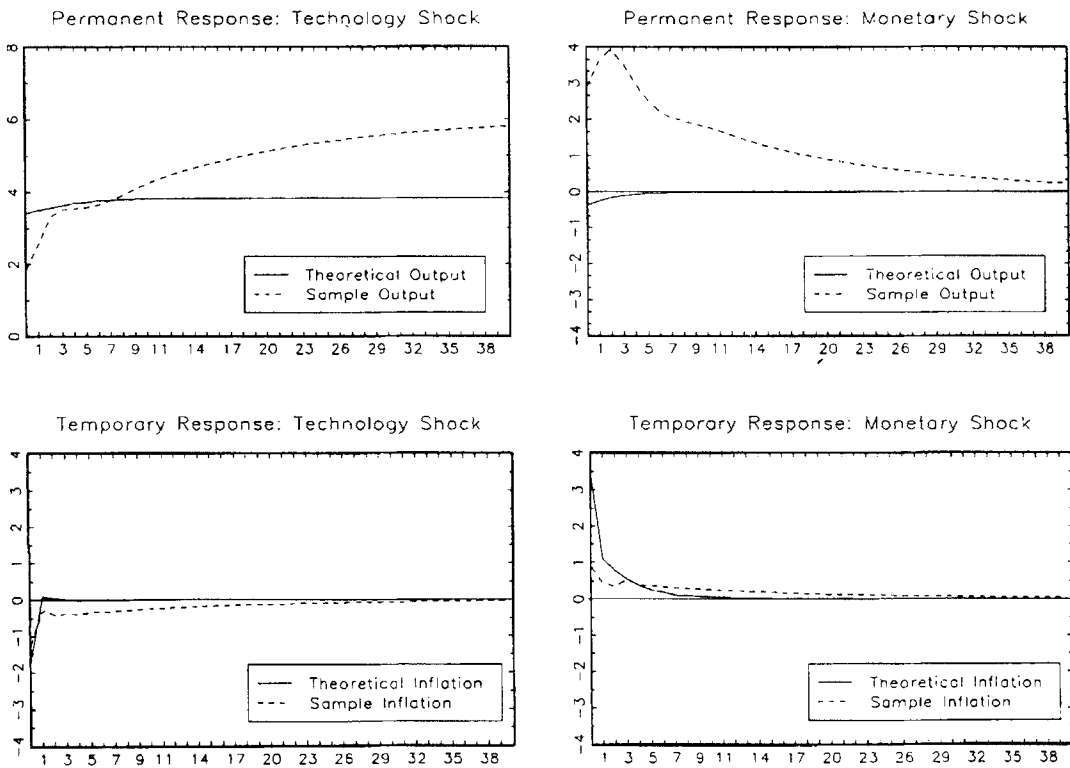 Permanent Response: Technology Shock
8
6
4
2
0
Theoretical Output
Sample Output
1 3 5 7 9 11 14 17 20 23 26 29 32 35 38
Permanent Response: Monetary Shock
4
3
2
1
0
-1
-2
-3
-4
Theoretical Output
Sample Output
1 3 5 7 9 11 14 17 20 23 26 29 32 35 38
Temporary Response: Technology Shock
4
3
2
1
0
-1
-2
-3
-4
Theoretical Inflation
Sample Inflation
1 3 5 7 9 11 14 17 20 23 26 29 32 35 38
Temporary Response: Monetary Shock
4
3
2
1
0
-1
-2
-3
-4
Theoretical Inflation
Sample Inflation
1 3 5 7 9 11 14 17 20 23 26 29 32 35 38